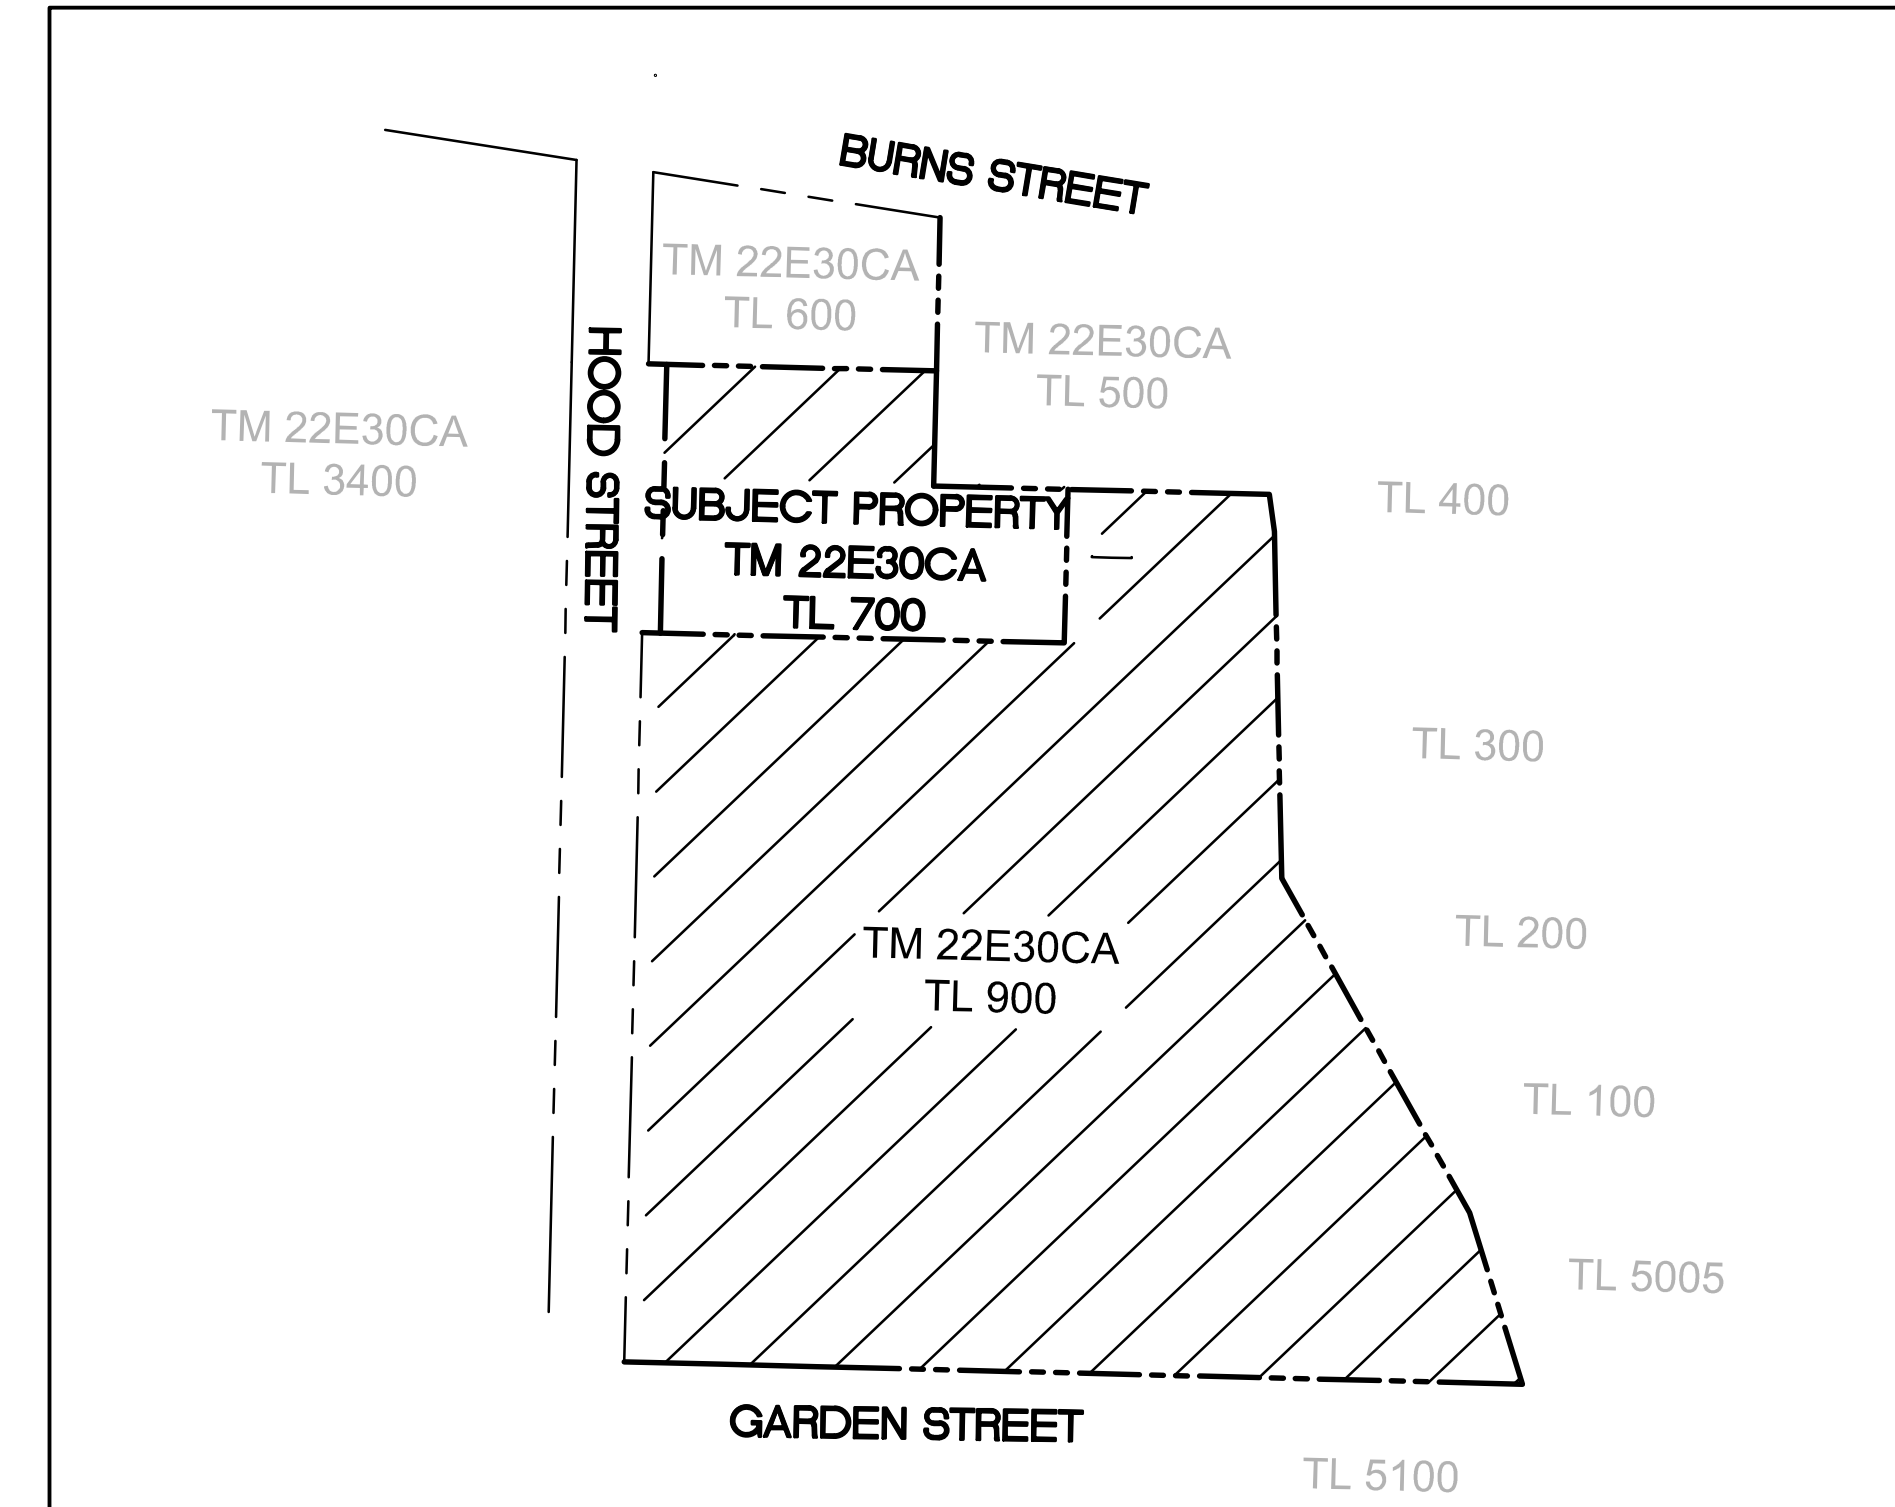 BURNS STREET
TM 22E30CA
TL 600
TM 22E30CA
TL 500
HOOD STREET
TM 22E30CA
TL 3400
TL 400
SUBJECT PROPERTY
TM 22E30CA
TL 700
TL 300
TL 200
TM 22E30CA
TL 900
TL 100
TL 5005
GARDEN STREET
TL 5100